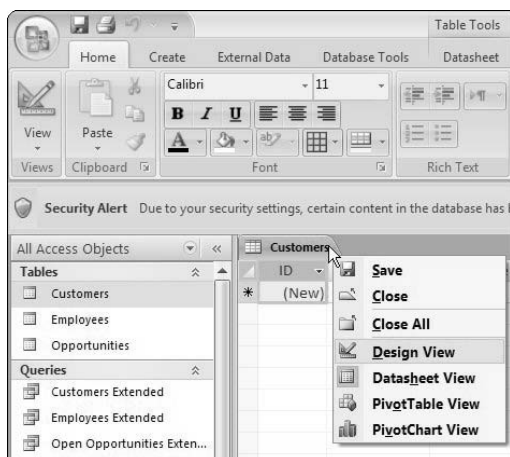 Table Tools
Home Create External Data Database Tools Datasheet
Calibri 11
B I U
View Paste
A ab
Views Clipboard Font Rich Text
Security Alert Due to your security settings, certain content in the database has
All Access Objects
Customers
Tables
Customers
Employees
Opportunities
Queries
Customers Extended
Employees Extended
Open Opportunities Exten...
ID
(New)
Save
Close
Close All
Design View
Datasheet View
PivotTable View
PivotChart View